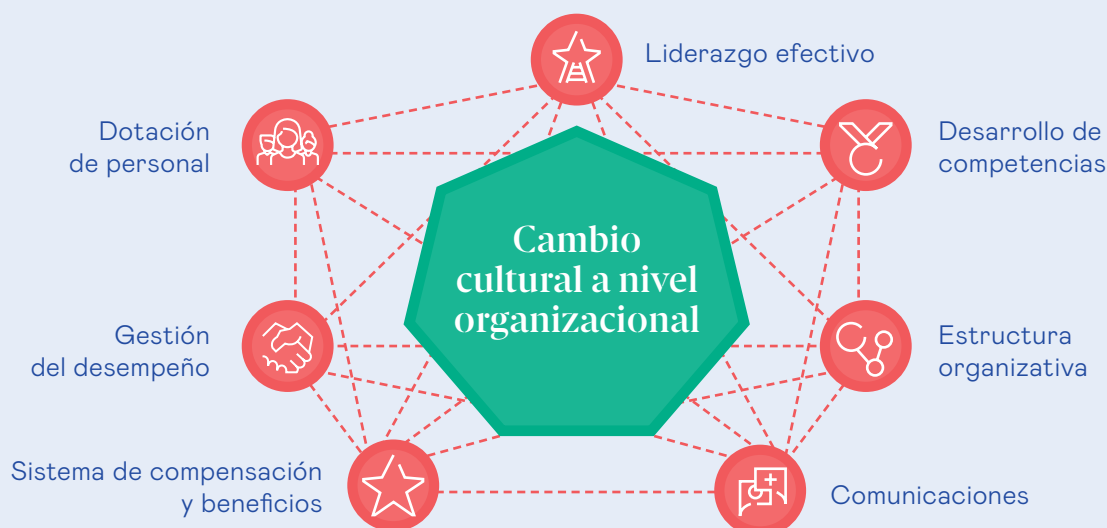 Liderazgo efectivo
Dotación
de personal
Desarrollo de
competencias
Cambio
cultural a nivel
organizacional
Gestión
del desempeño
Estructura
organizativa
Sistema de compensación
y beneficios
Comunicaciones